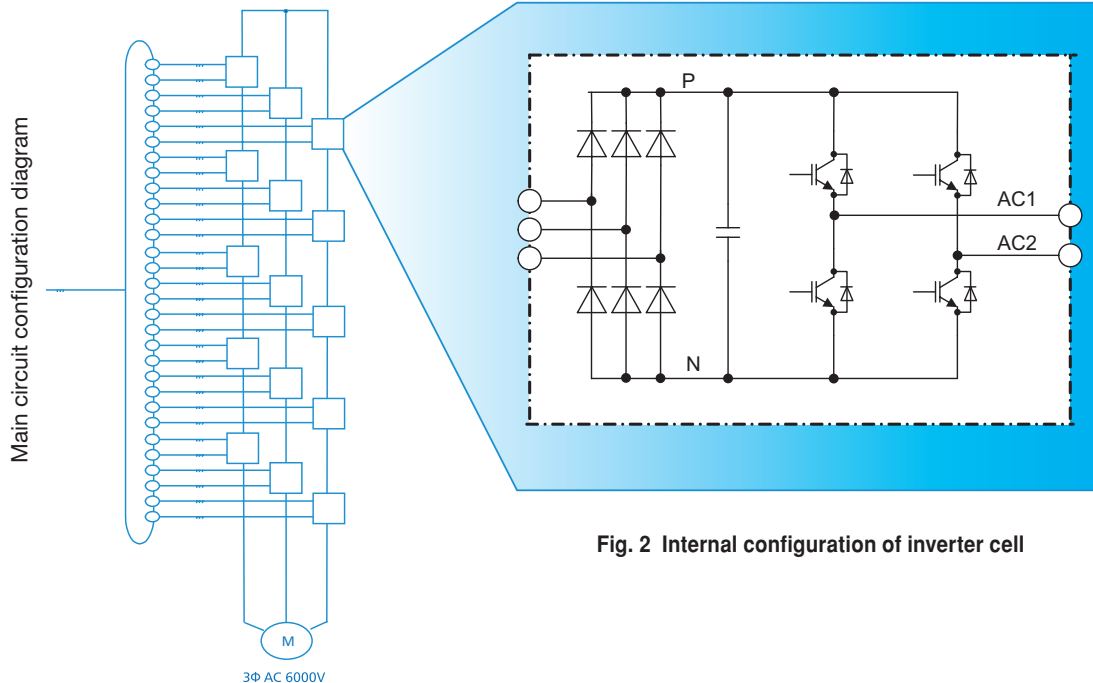 Main circuit configuration diagram
P
AC1
AC2
N
Fig. 2 Internal configuration of inverter cell
M
3Φ AC 6000V